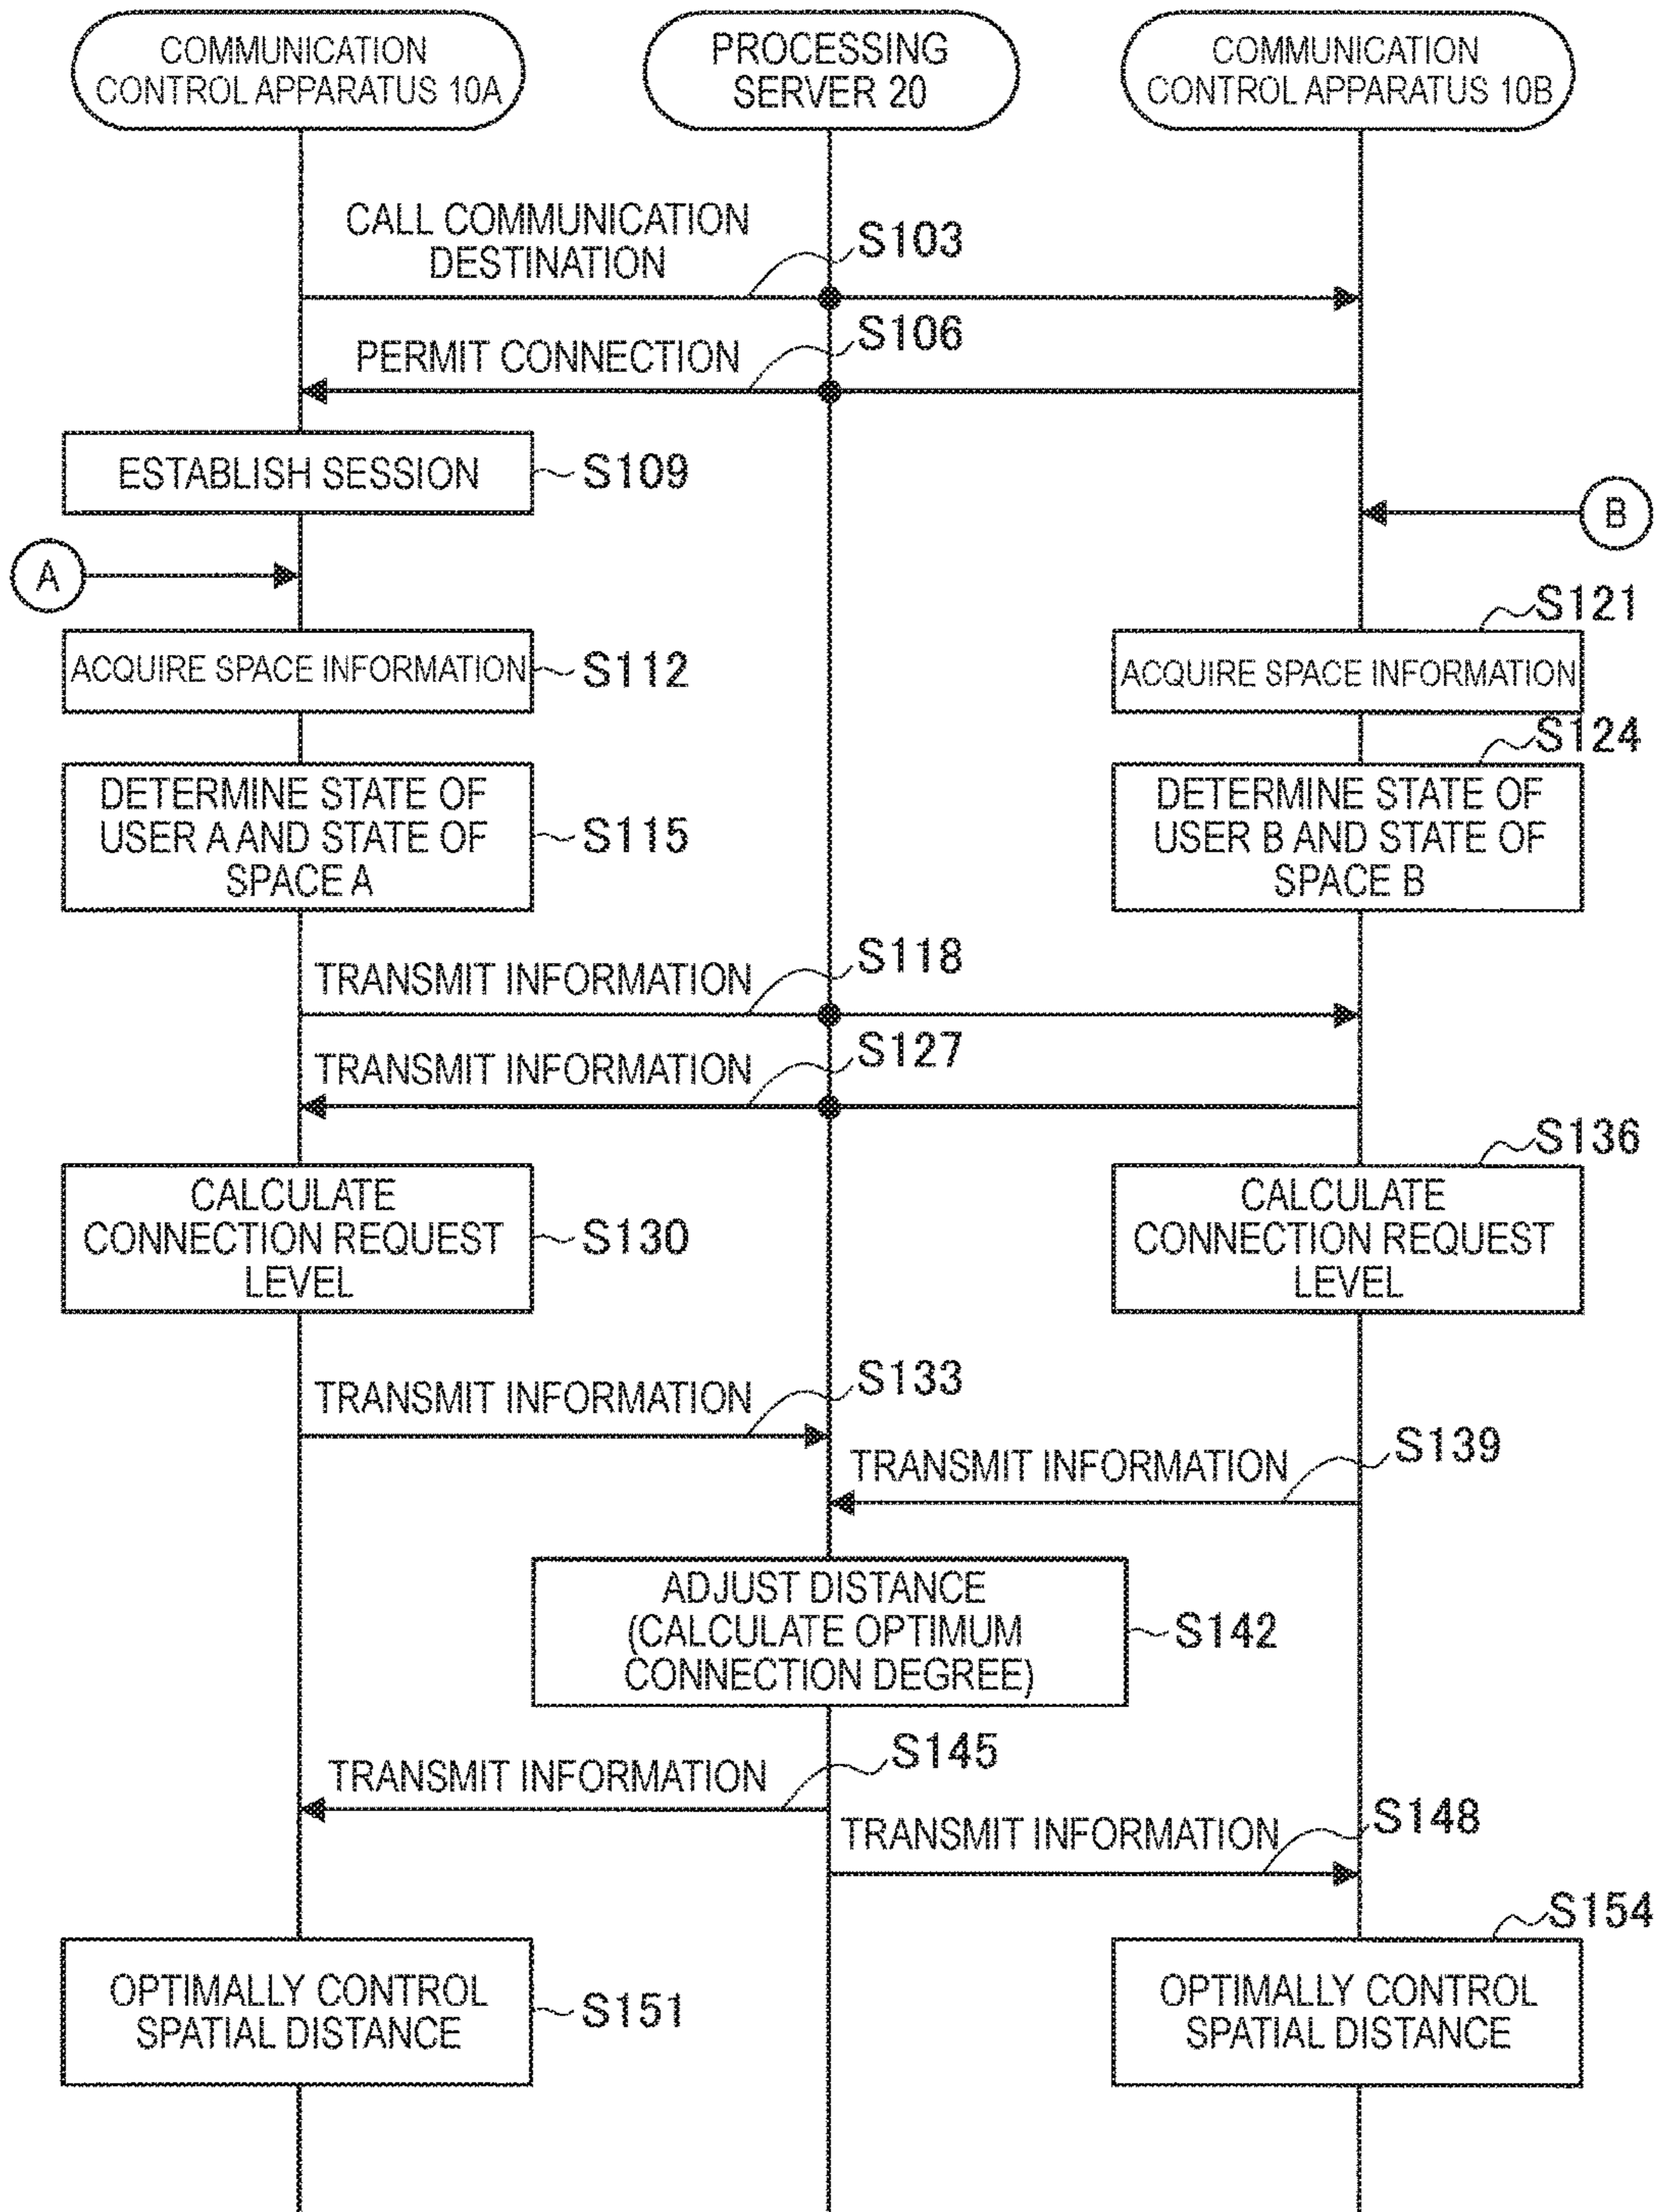 COMMUNICATION
CONTROL APPARATUS 10A
PROCESSING
SERVER 20
COMMUNICATION
CONTROL APPARATUS 10B
CALL COMMUNICATION
DESTINATION
S103
PERMIT CONNECTION
S106
ESTABLISH SESSION
S109
B
A
ACQUIRE SPACE INFORMATION
S112
S121
ACQUIRE SPACE INFORMATION
DETERMINE STATE OF
USER A AND STATE OF
SPACE A
S115
S124
DETERMINE STATE OF
USER B AND STATE OF
SPACE B
TRANSMIT INFORMATION
S118
TRANSMIT INFORMATION
S127
CALCULATE
CONNECTION REQUEST
LEVEL
S130
S136
CALCULATE
CONNECTION REQUEST
LEVEL
TRANSMIT INFORMATION
S133
TRANSMIT INFORMATION
S139
ADJUST DISTANCE
(CALCULATE OPTIMUM
CONNECTION DEGREE)
S142
TRANSMIT INFORMATION
S145
TRANSMIT INFORMATION
S148
OPTIMALLY CONTROL
SPATIAL DISTANCE
S151
S154
OPTIMALLY CONTROL
SPATIAL DISTANCE